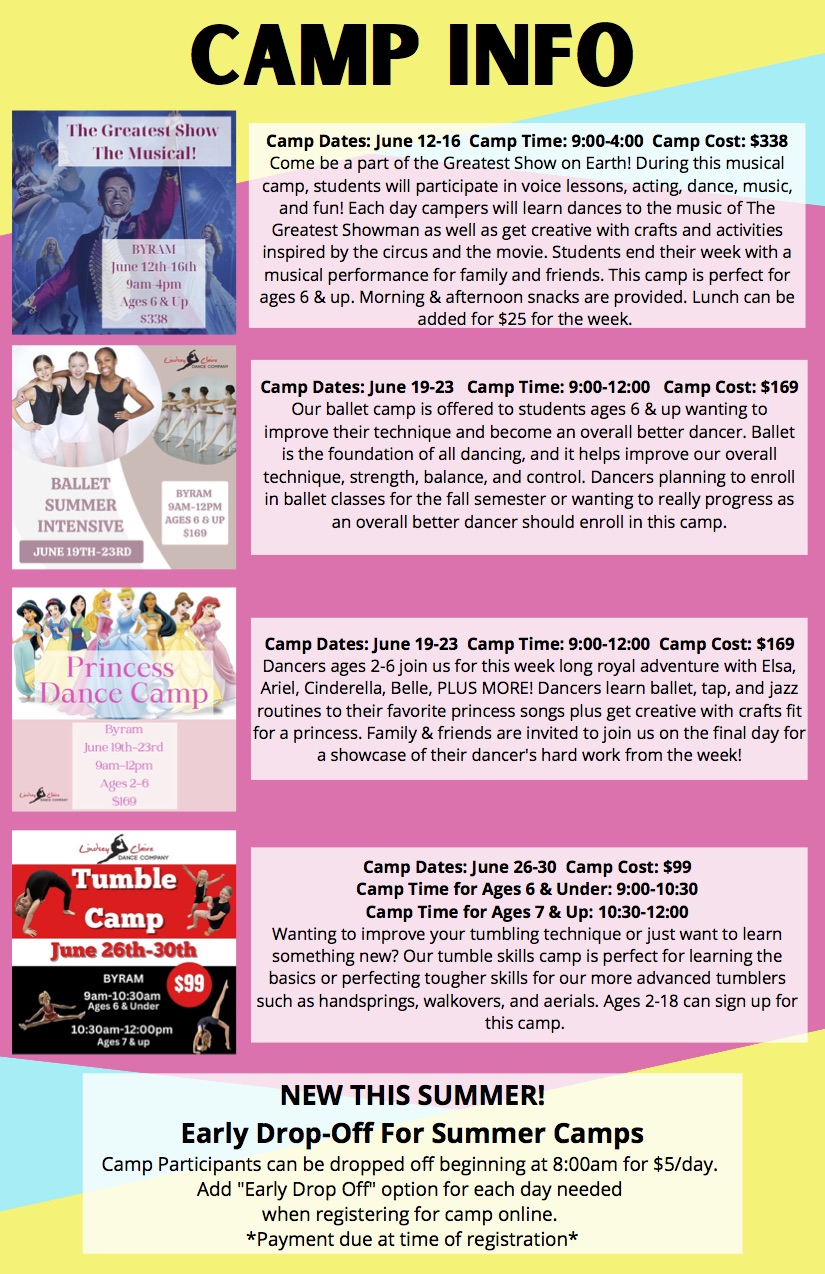 CAMP INFO
The Greatest Show
The Musical!
BYRAM
June 12th-16th
9am-4pm
Ages 6 & Up
$338
Camp Dates: June 12-16  Camp Time: 9:00-4:00  Camp Cost: $338
Come be a part of the Greatest Show on Earth! During this musical
camp, students will participate in voice lessons, acting, dance, music,
and fun! Each day campers will learn dances to the music of The
Greatest Showman as well as get creative with crafts and activities
inspired by the circus and the movie. Students end their week with a
musical performance for family and friends. This camp is perfect for
ages 6 & up. Morning & afternoon snacks are provided. Lunch can be
added for $25 for the week.
Lindsey Claire
DANCE COMPANY
BALLET
SUMMER
INTENSIVE
JUNE 19TH-23RD
BYRAM
9AM-12PM
AGES 6 & UP
$169
Camp Dates: June 19-23   Camp Time: 9:00-12:00   Camp Cost: $169
Our ballet camp is offered to students ages 6 & up wanting to
improve their technique and become an overall better dancer. Ballet
is the foundation of all dancing, and it helps improve our overall
technique, strength, balance, and control. Dancers planning to enroll
in ballet classes for the fall semester or wanting to really progress as
an overall better dancer should enroll in this camp.
Princess
Dance Camp
Byram
June 19th-23rd
9am-12pm
Ages 2-6
$169
Lindsey Claire
DANCE COMPANY
Camp Dates: June 19-23  Camp Time: 9:00-12:00  Camp Cost: $169
Dancers ages 2-6 join us for this week long royal adventure with Elsa,
Ariel, Cinderella, Belle, PLUS MORE! Dancers learn ballet, tap, and jazz
routines to their favorite princess songs plus get creative with crafts fit
for a princess. Family & friends are invited to join us on the final day for
a showcase of their dancer's hard work from the week!
Lindsey Claire
DANCE COMPANY
Tumble
Camp
June 26th-30th
BYRAM
$99
9am-10:30am
Ages 6 & Under
10:30am-12:00pm
Ages 7 & up
Camp Dates: June 26-30  Camp Cost: $99
Camp Time for Ages 6 & Under: 9:00-10:30
Camp Time for Ages 7 & Up: 10:30-12:00
Wanting to improve your tumbling technique or just want to learn
something new? Our tumble skills camp is perfect for learning the
basics or perfecting tougher skills for our more advanced tumblers
such as handsprings, walkovers, and aerials. Ages 2-18 can sign up for
this camp.
NEW THIS SUMMER!
Early Drop-Off For Summer Camps
Camp Participants can be dropped off beginning at 8:00am for $5/day.
Add "Early Drop Off" option for each day needed
when registering for camp online.
*Payment due at time of registration*